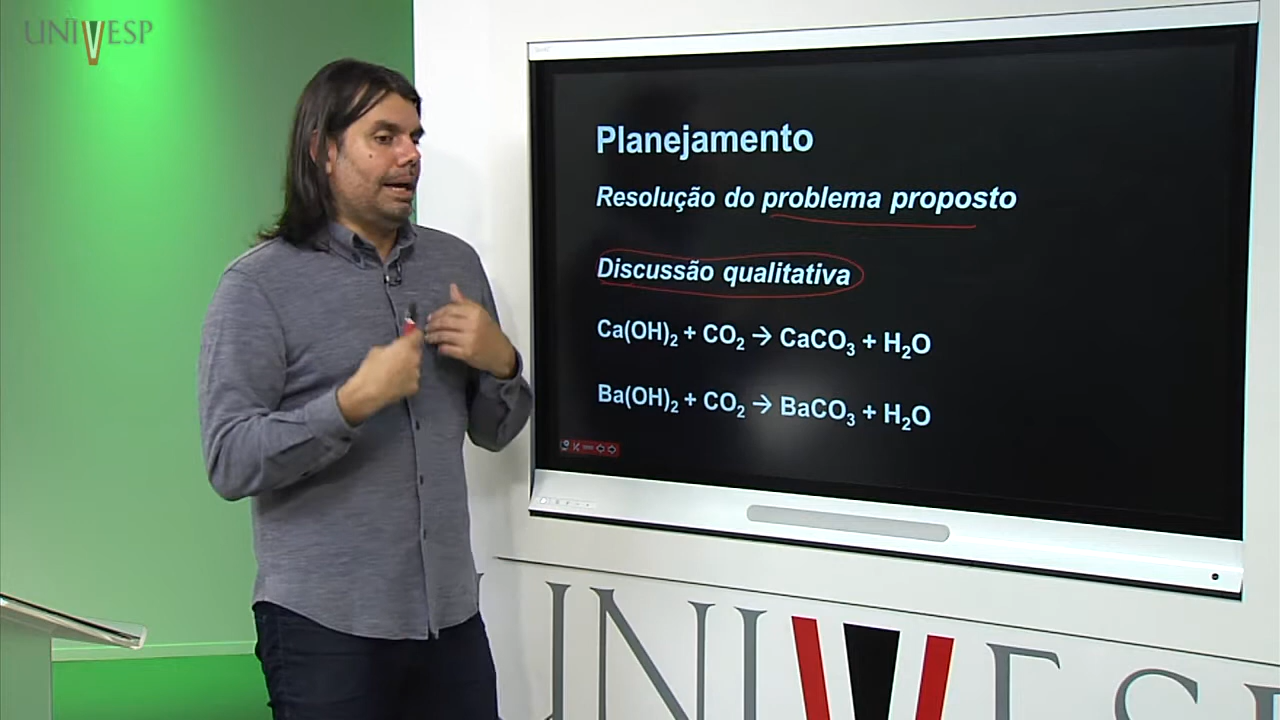 UNIVESP
Planejamento
Resolução do problema proposto
Discussão qualitativa
Ca(OH)₂ + CO₂ → CaCO₃ + H₂O
Ba(OH)₂ + CO₂ → BaCO₃ + H₂O
UNIVE